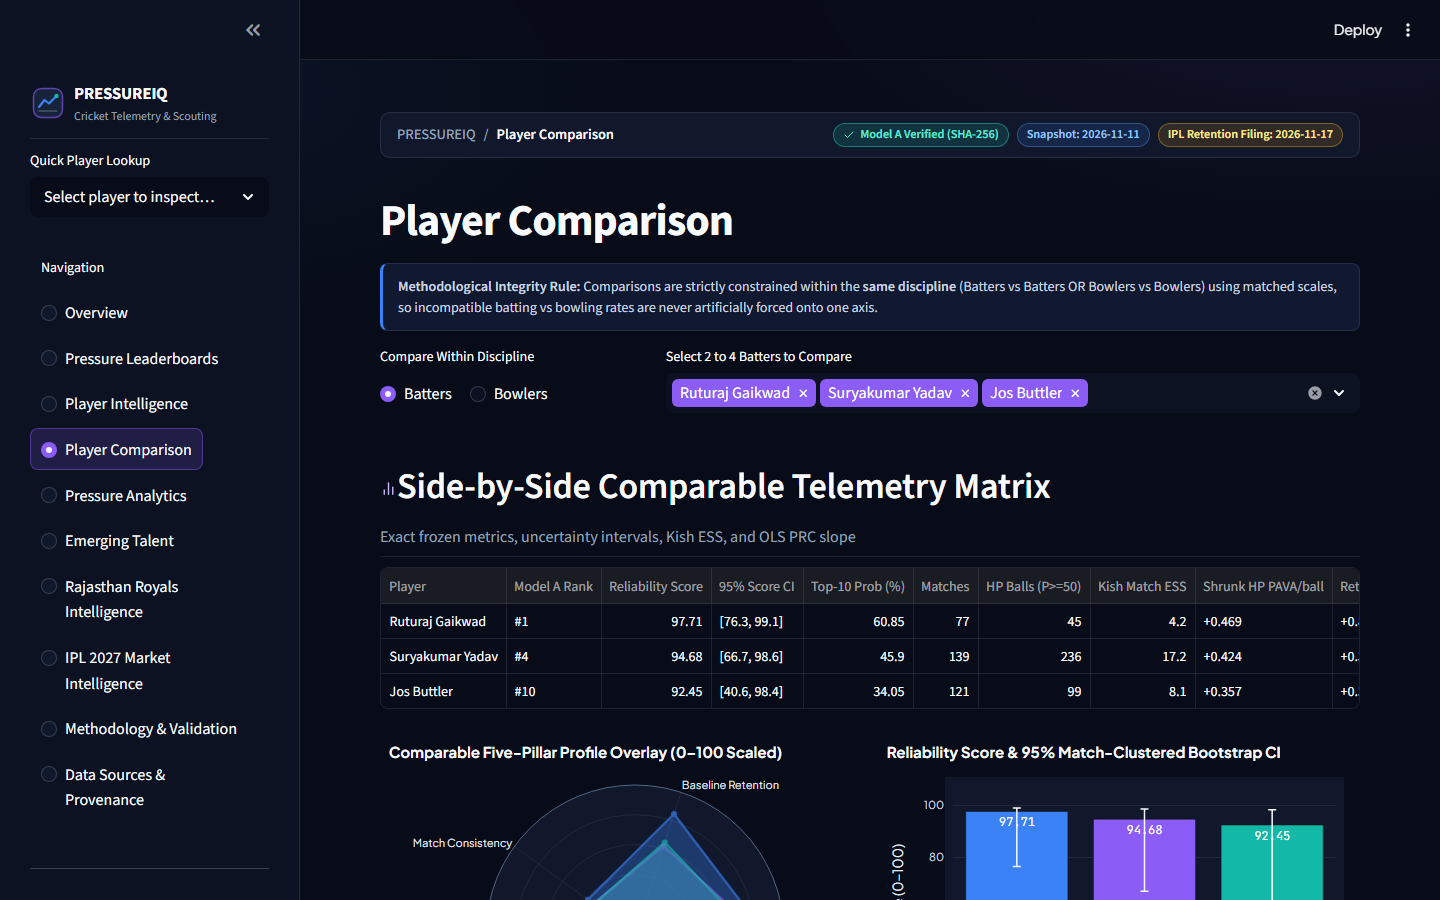 Deploy
PRESSUREIQ
Cricket Telemetry & Scouting
Quick Player Lookup
Select player to inspect...
Navigation
Overview
Pressure Leaderboards
Player Intelligence
Player Comparison
Pressure Analytics
Emerging Talent
Rajasthan Royals
Intelligence
IPL 2027 Market
Intelligence
Methodology & Validation
Data Sources &
Provenance
PRESSUREIQ / Player Comparison
✓ Model A Verified (SHA-256)
Snapshot: 2026-11-11
IPL Retention Filing: 2026-11-17
Player Comparison
Methodological Integrity Rule: Comparisons are strictly constrained within the same discipline (Batters vs Batters OR Bowlers vs Bowlers) using matched scales,
so incompatible batting vs bowling rates are never artificially forced onto one axis.
Compare Within Discipline
Batters Bowlers
Select 2 to 4 Batters to Compare
Ruturaj Gaikwad × Suryakumar Yadav × Jos Buttler ×
Side-by-Side Comparable Telemetry Matrix
Exact frozen metrics, uncertainty intervals, Kish ESS, and OLS PRC slope
Player Model A Rank Reliability Score 95% Score CI Top-10 Prob (%) Matches HP Balls (P>=50) Kish Match ESS Shrunk HP PAVA/ball Ret
Ruturaj Gaikwad #1 97.71 [76.3, 99.1] 60.85 77 45 4.2 +0.469 +0.
Suryakumar Yadav #4 94.68 [66.7, 98.6] 45.9 139 236 17.2 +0.424 +0.
Jos Buttler #10 92.45 [40.6, 98.4] 34.05 121 99 8.1 +0.357 +0.
Comparable Five-Pillar Profile Overlay (0-100 Scaled)
Baseline Retention
Match Consistency
Reliability Score & 95% Match-Clustered Bootstrap CI
100
80
(0-100)
97.71
94.68
92.45